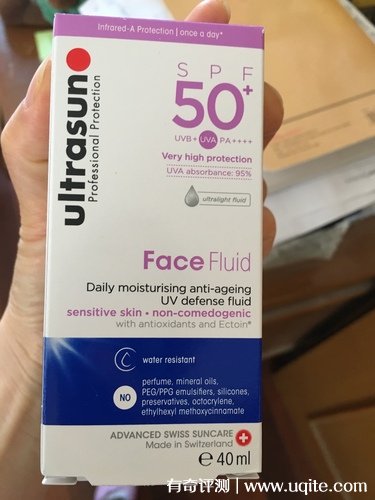 Infrared-A Protection | once a day*
ultrasun
Professional Protection
SPF
50+
UVB+ UVA PA++++
Very high protection
UVA absorbance: 95%
ultralight fluid
Face Fluid
Daily moisturising anti-ageing
UV defense fluid
sensitive skin • non-comedogenic
with antioxidants and Ectoin®
water resistant
NO
perfume, mineral oils,
PEG/PPG emulsifiers, silicones,
preservatives, octocrylene,
ethylhexyl methoxycinnamate
ADVANCED SWISS SUNCARE
Made in Switzerland
℮ 40 ml
有奇评测 | www.uqite.com